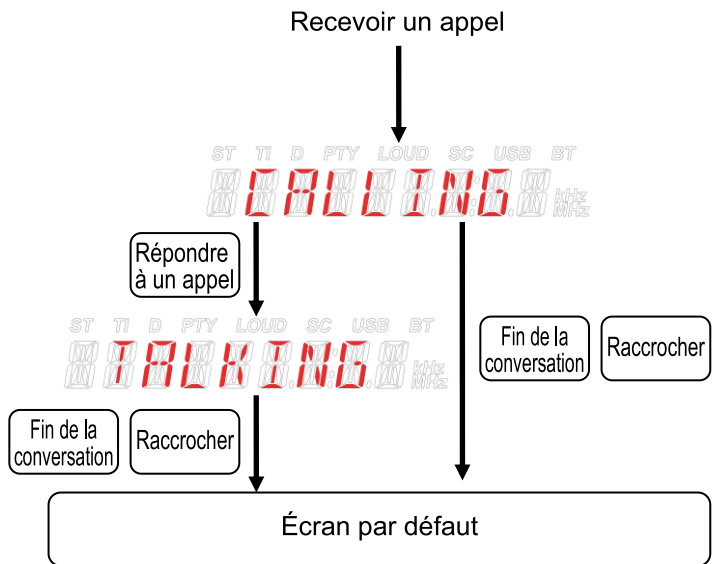 Recevoir un appel
ST TI D PTY LOUD SC USB BT
CALLING
kHz
MHz
Répondre
à un appel
ST TI D PTY LOUD SC USB BT
TALKING
kHz
MHz
Fin de la
conversation
Raccrocher
Fin de la
conversation
Raccrocher
Écran par défaut